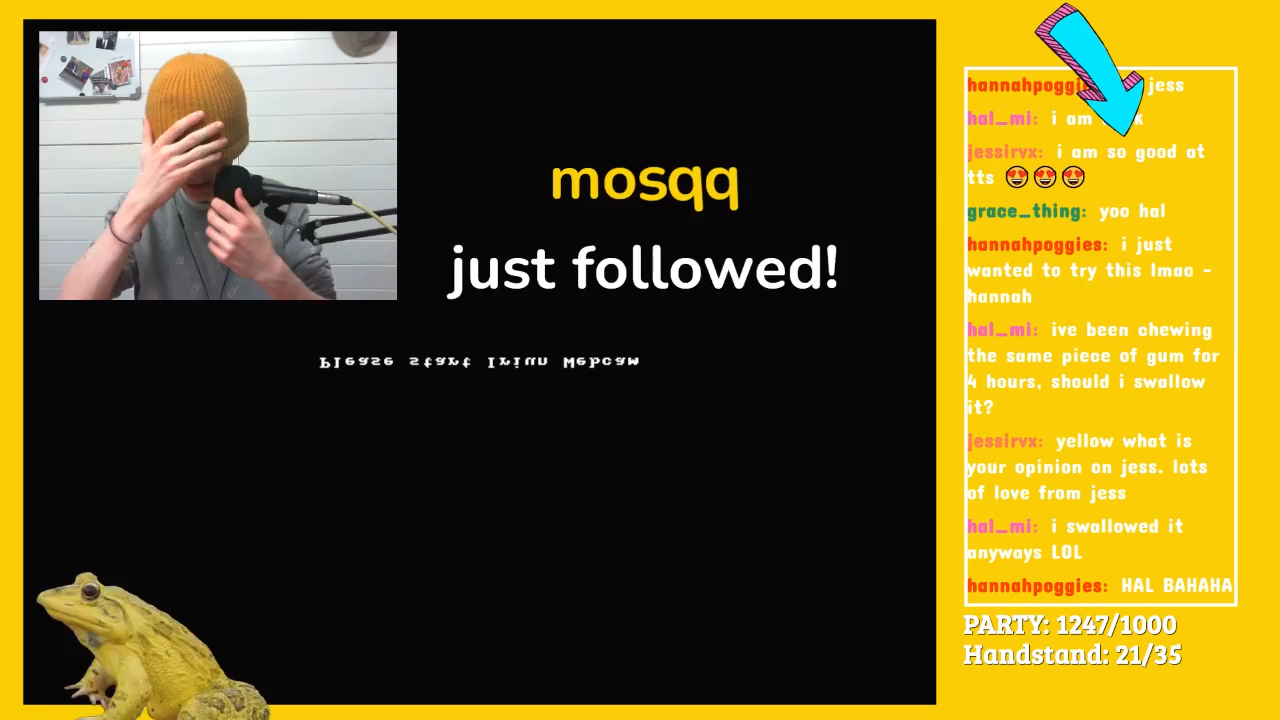 mosqq
just followed!
Please start Iriun Webcam
hannahpoggi jess
hal_mi: i am k
jessirvx: i am so good at
tts 😍 😍 😍
grace_thing: yoo hal
hannahpoggies: i just
wanted to try this lmao -
hannah
hal_mi: ive been chewing
the same piece of gum for
4 hours, should i swallow
it?
jessirvx: yellow what is
your opinion on jess. lots
of love from jess
hal_mi: i swallowed it
anyways LOL
hannahpoggies: HAL BAHAHA
PARTY: 1247/1000
Handstand: 21/35